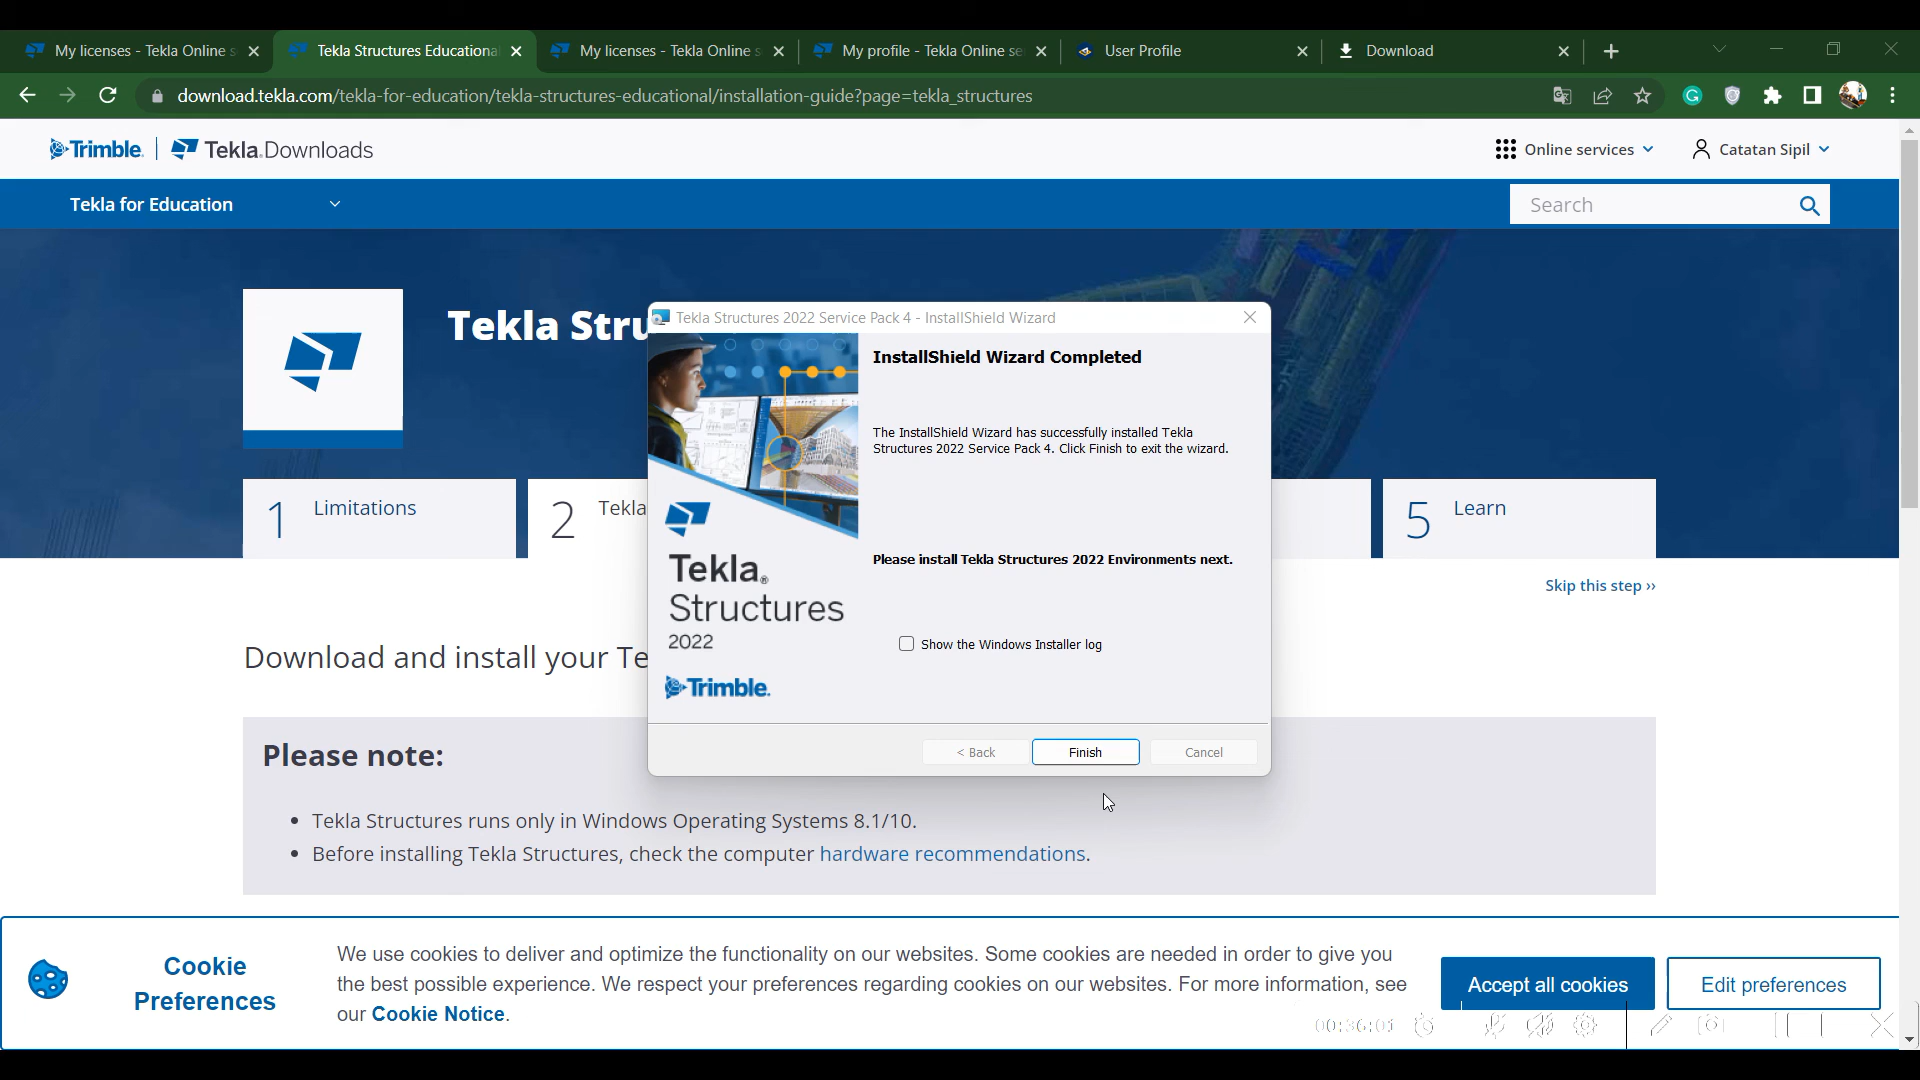 My licenses - Tekla Online s
Tekla Structures Educational
My licenses - Tekla Online s
My profile - Tekla Online se
User Profile
Download
download.tekla.com/tekla-for-education/tekla-structures-educational/installation-guide?page=tekla_structures
Trimble
Tekla Downloads
Online services
Catatan Sipil
Tekla for Education
Search
Tekla Stru
Tekla Structures 2022 Service Pack 4 - InstallShield Wizard
InstallShield Wizard Completed
The InstallShield Wizard has successfully installed Tekla
Structures 2022 Service Pack 4. Click Finish to exit the wizard.
Please install Tekla Structures 2022 Environments next.
Show the Windows Installer log
Tekla®
Structures
2022
Trimble
< Back
Finish
Cancel
1 Limitations
2 Tekla
5 Learn
Skip this step ››
Download and install your Te
Please note:
• Tekla Structures runs only in Windows Operating Systems 8.1/10.
• Before installing Tekla Structures, check the computer hardware recommendations.
Cookie
Preferences
We use cookies to deliver and optimize the functionality on our websites. Some cookies are needed in order to give you
the best possible experience. We respect your preferences regarding cookies on our websites. For more information, see
our Cookie Notice.
Accept all cookies
Edit preferences
00:36:01